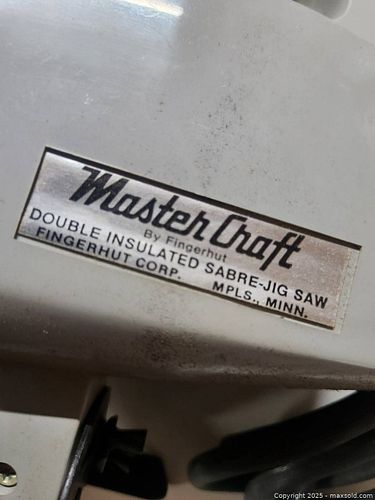 Master Craft
By Fingerhut
DOUBLE INSULATED SABRE-JIG SAW
FINGERHUT CORP. MPLS., MINN.
Copyright © 2025 - maxsold.com